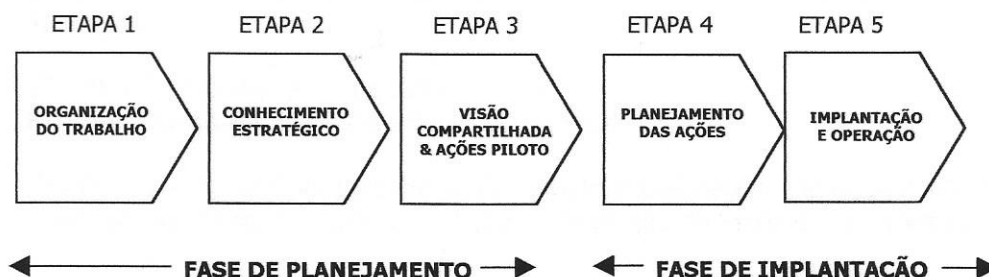 ETAPA 1 ETAPA 2 ETAPA 3 ETAPA 4 ETAPA 5
ORGANIZAÇÃO
DO TRABALHO
CONHECIMENTO
ESTRATÉGICO
VISÃO
COMPARTILHADA
& AÇÕES PILOTO
PLANEJAMENTO
DAS AÇÕES
IMPLANTAÇÃO
E OPERAÇÃO
FASE DE PLANEJAMENTO FASE DE IMPLANTAÇÃO